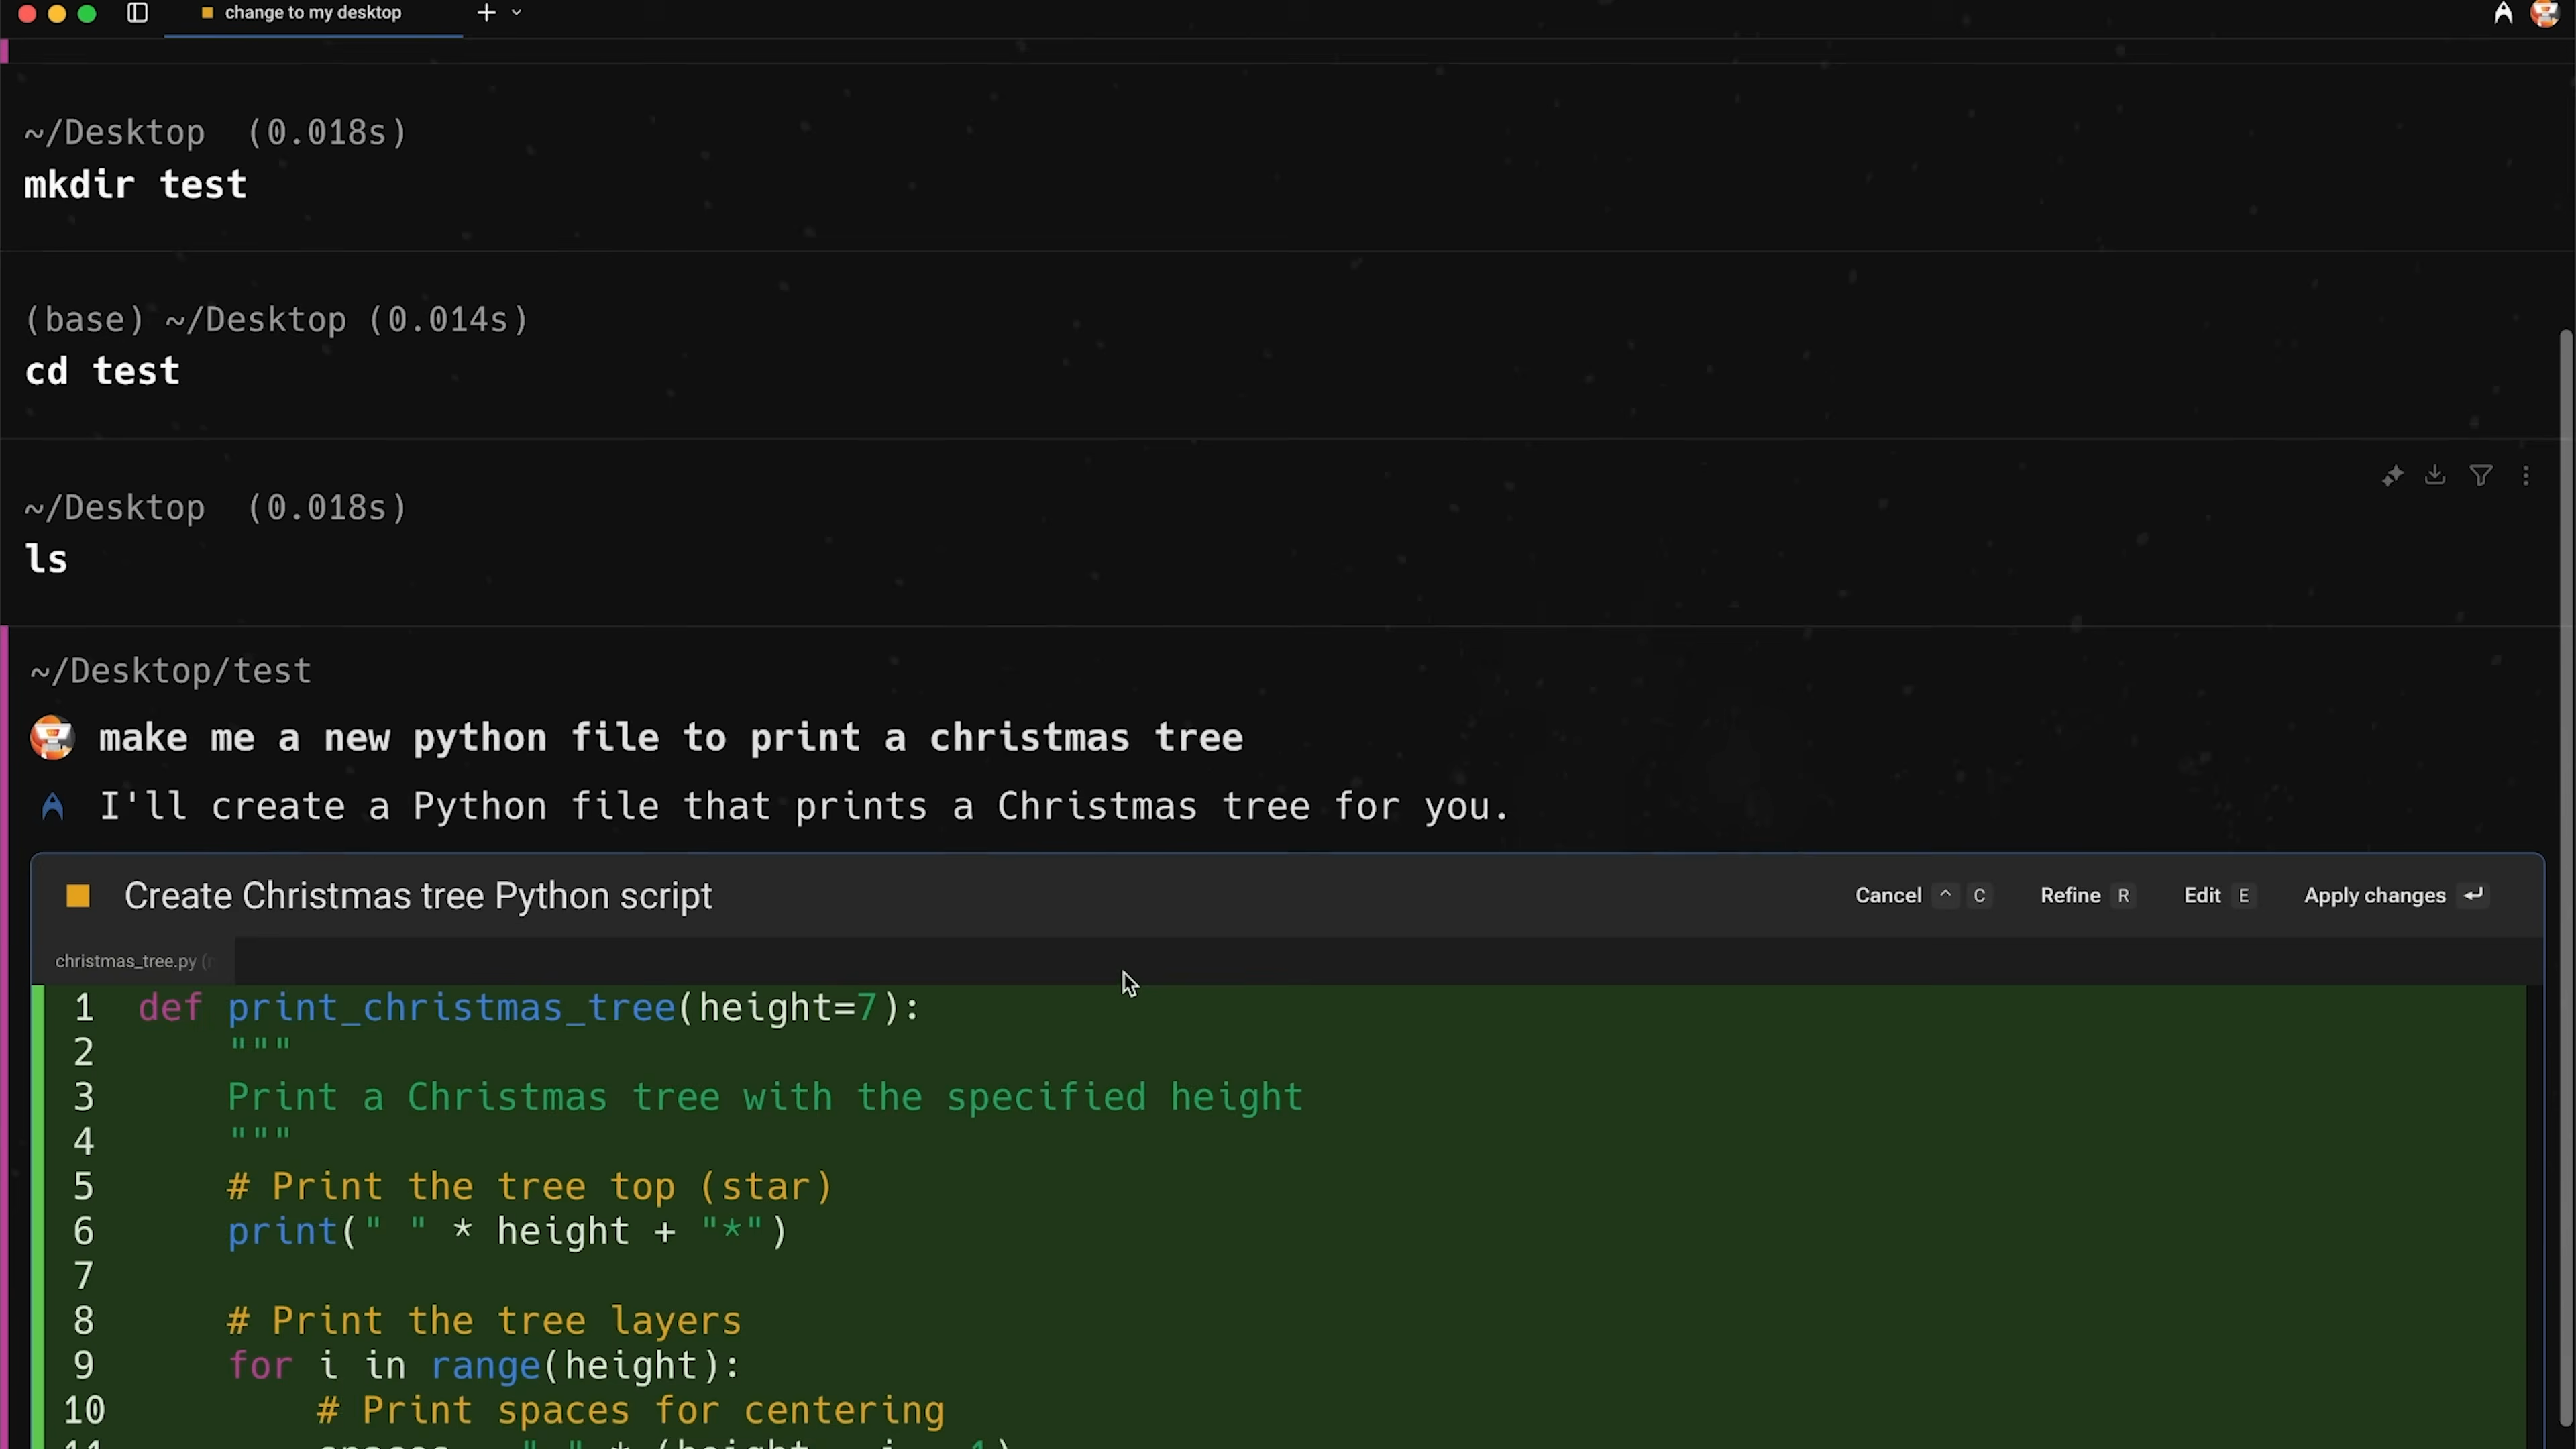 change to my desktop
~/Desktop (0.018s)
mkdir test
(base) ~/Desktop (0.014s)
cd test
~/Desktop (0.018s)
ls
~/Desktop/test
make me a new python file to print a christmas tree
I'll create a Python file that prints a Christmas tree for you.
Create Christmas tree Python script Cancel ^ C Refine R Edit E Apply changes ↵
christmas_tree.py
1 def print_christmas_tree(height=7):
2 """
3 Print a Christmas tree with the specified height
4 """
5 # Print the tree top (star)
6 print(" " * height + "*")
7
8 # Print the tree layers
9 for i in range(height):
10 # Print spaces for centering